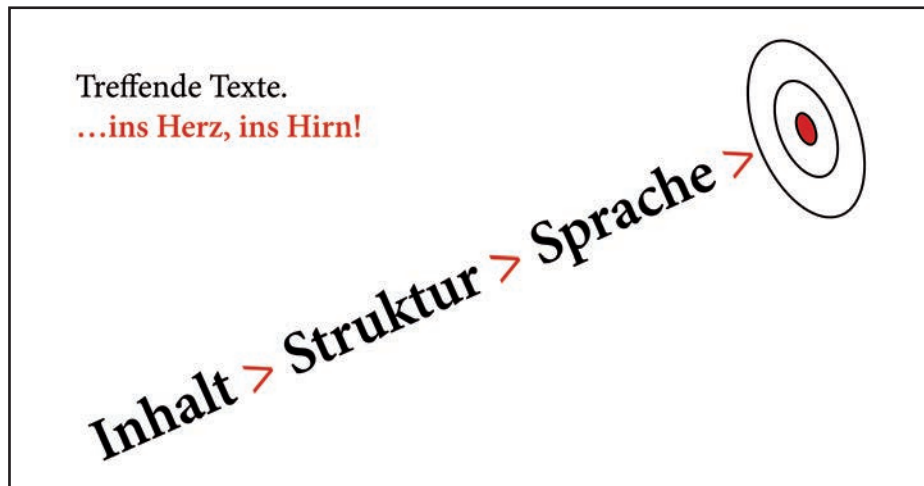 Treffende Texte.
…ins Herz, ins Hirn!
Inhalt > Struktur > Sprache >